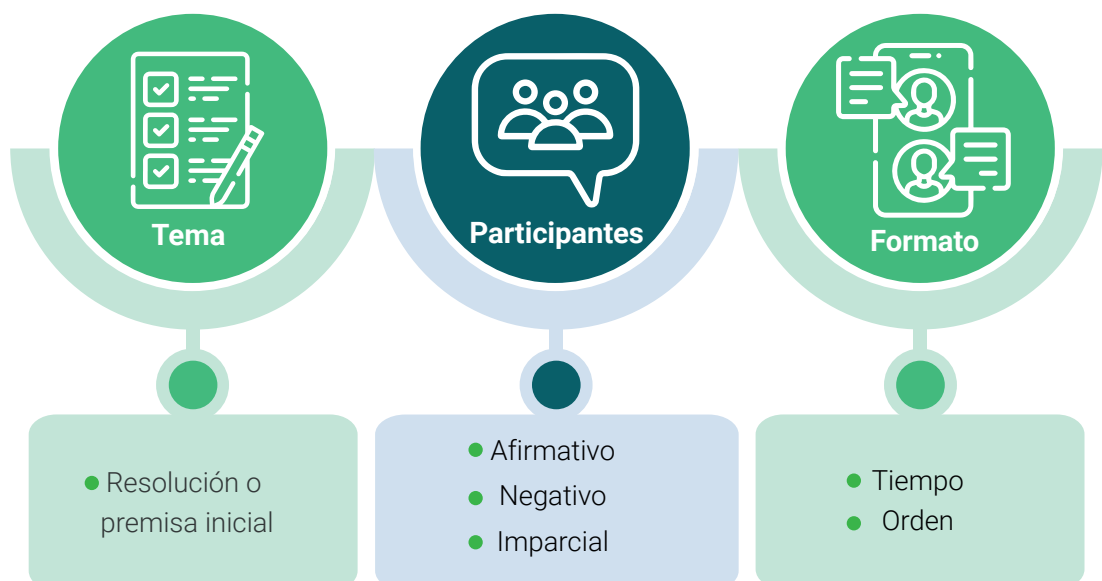 Tema
Participantes
Formato
Resolución o
premisa inicial
Afirmativo
Negativo
Imparcial
Tiempo
Orden